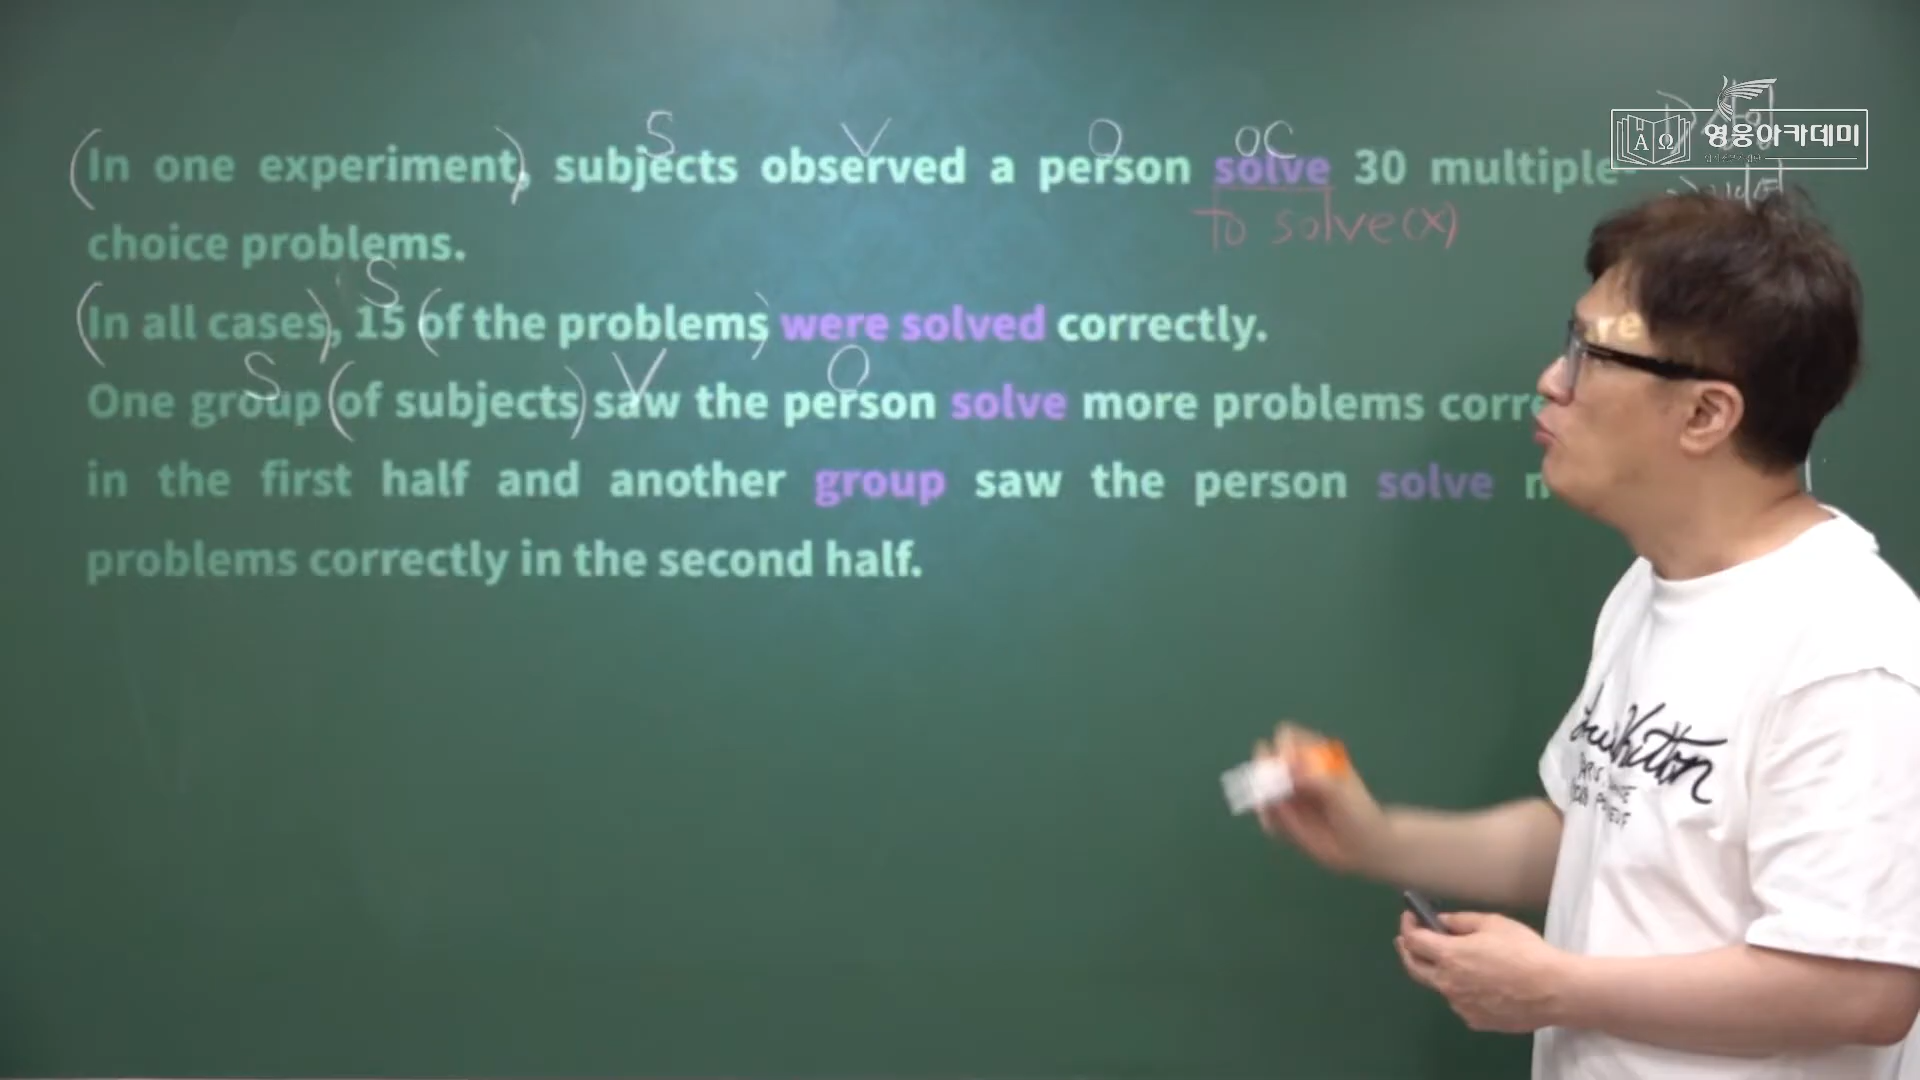 S V O OC
(In one experiment), subjects observed a person solve 30 multiple-
to solve(X)
choice problems.
S
(In all cases), 15 (of the problems) were solved correctly.
S V O
One group (of subjects) saw the person solve more problems
in the first half and another group saw the person solve
problems correctly in the second half.
영웅아카데미
A Ω